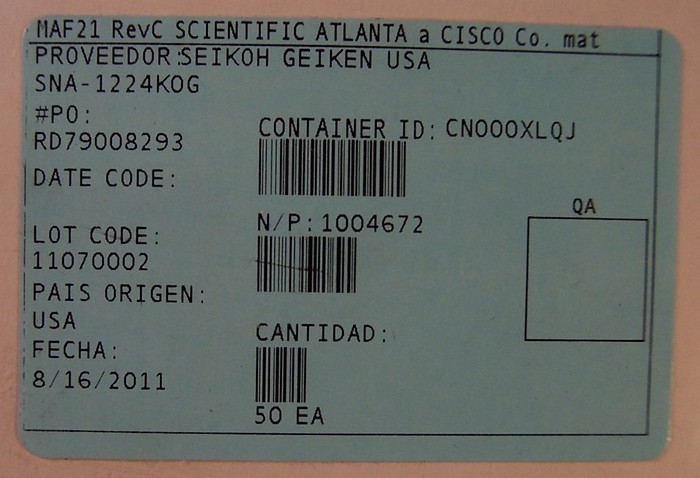 MAF21 RevC SCIENTIFIC ATLANTA a CISCO Co. mat
PROVEEDOR:SEIKOH GEIKEN USA
SNA-1224KOG
#PO:
RD79008293
DATE CODE:
LOT CODE:
11070002
PAIS ORIGEN:
USA
FECHA:
8/16/2011
CONTAINER ID: CN000XLQJ
N/P:1004672
CANTIDAD:
50 EA
QA